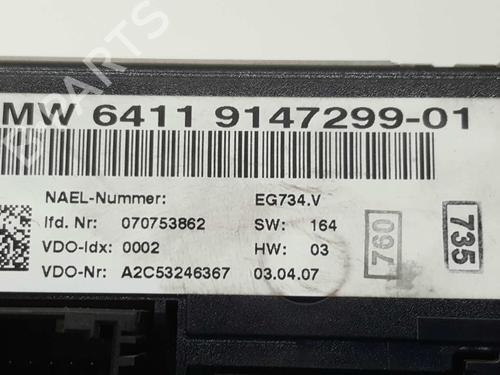 MW 6411 9147299-01
NAEL-Nummer: EG734.V
lfd. Nr: 070753862 SW: 164
VDO-Idx: 0002 HW: 03
VDO-Nr: A2C53246367 03.04.07
760
735
B PARTS